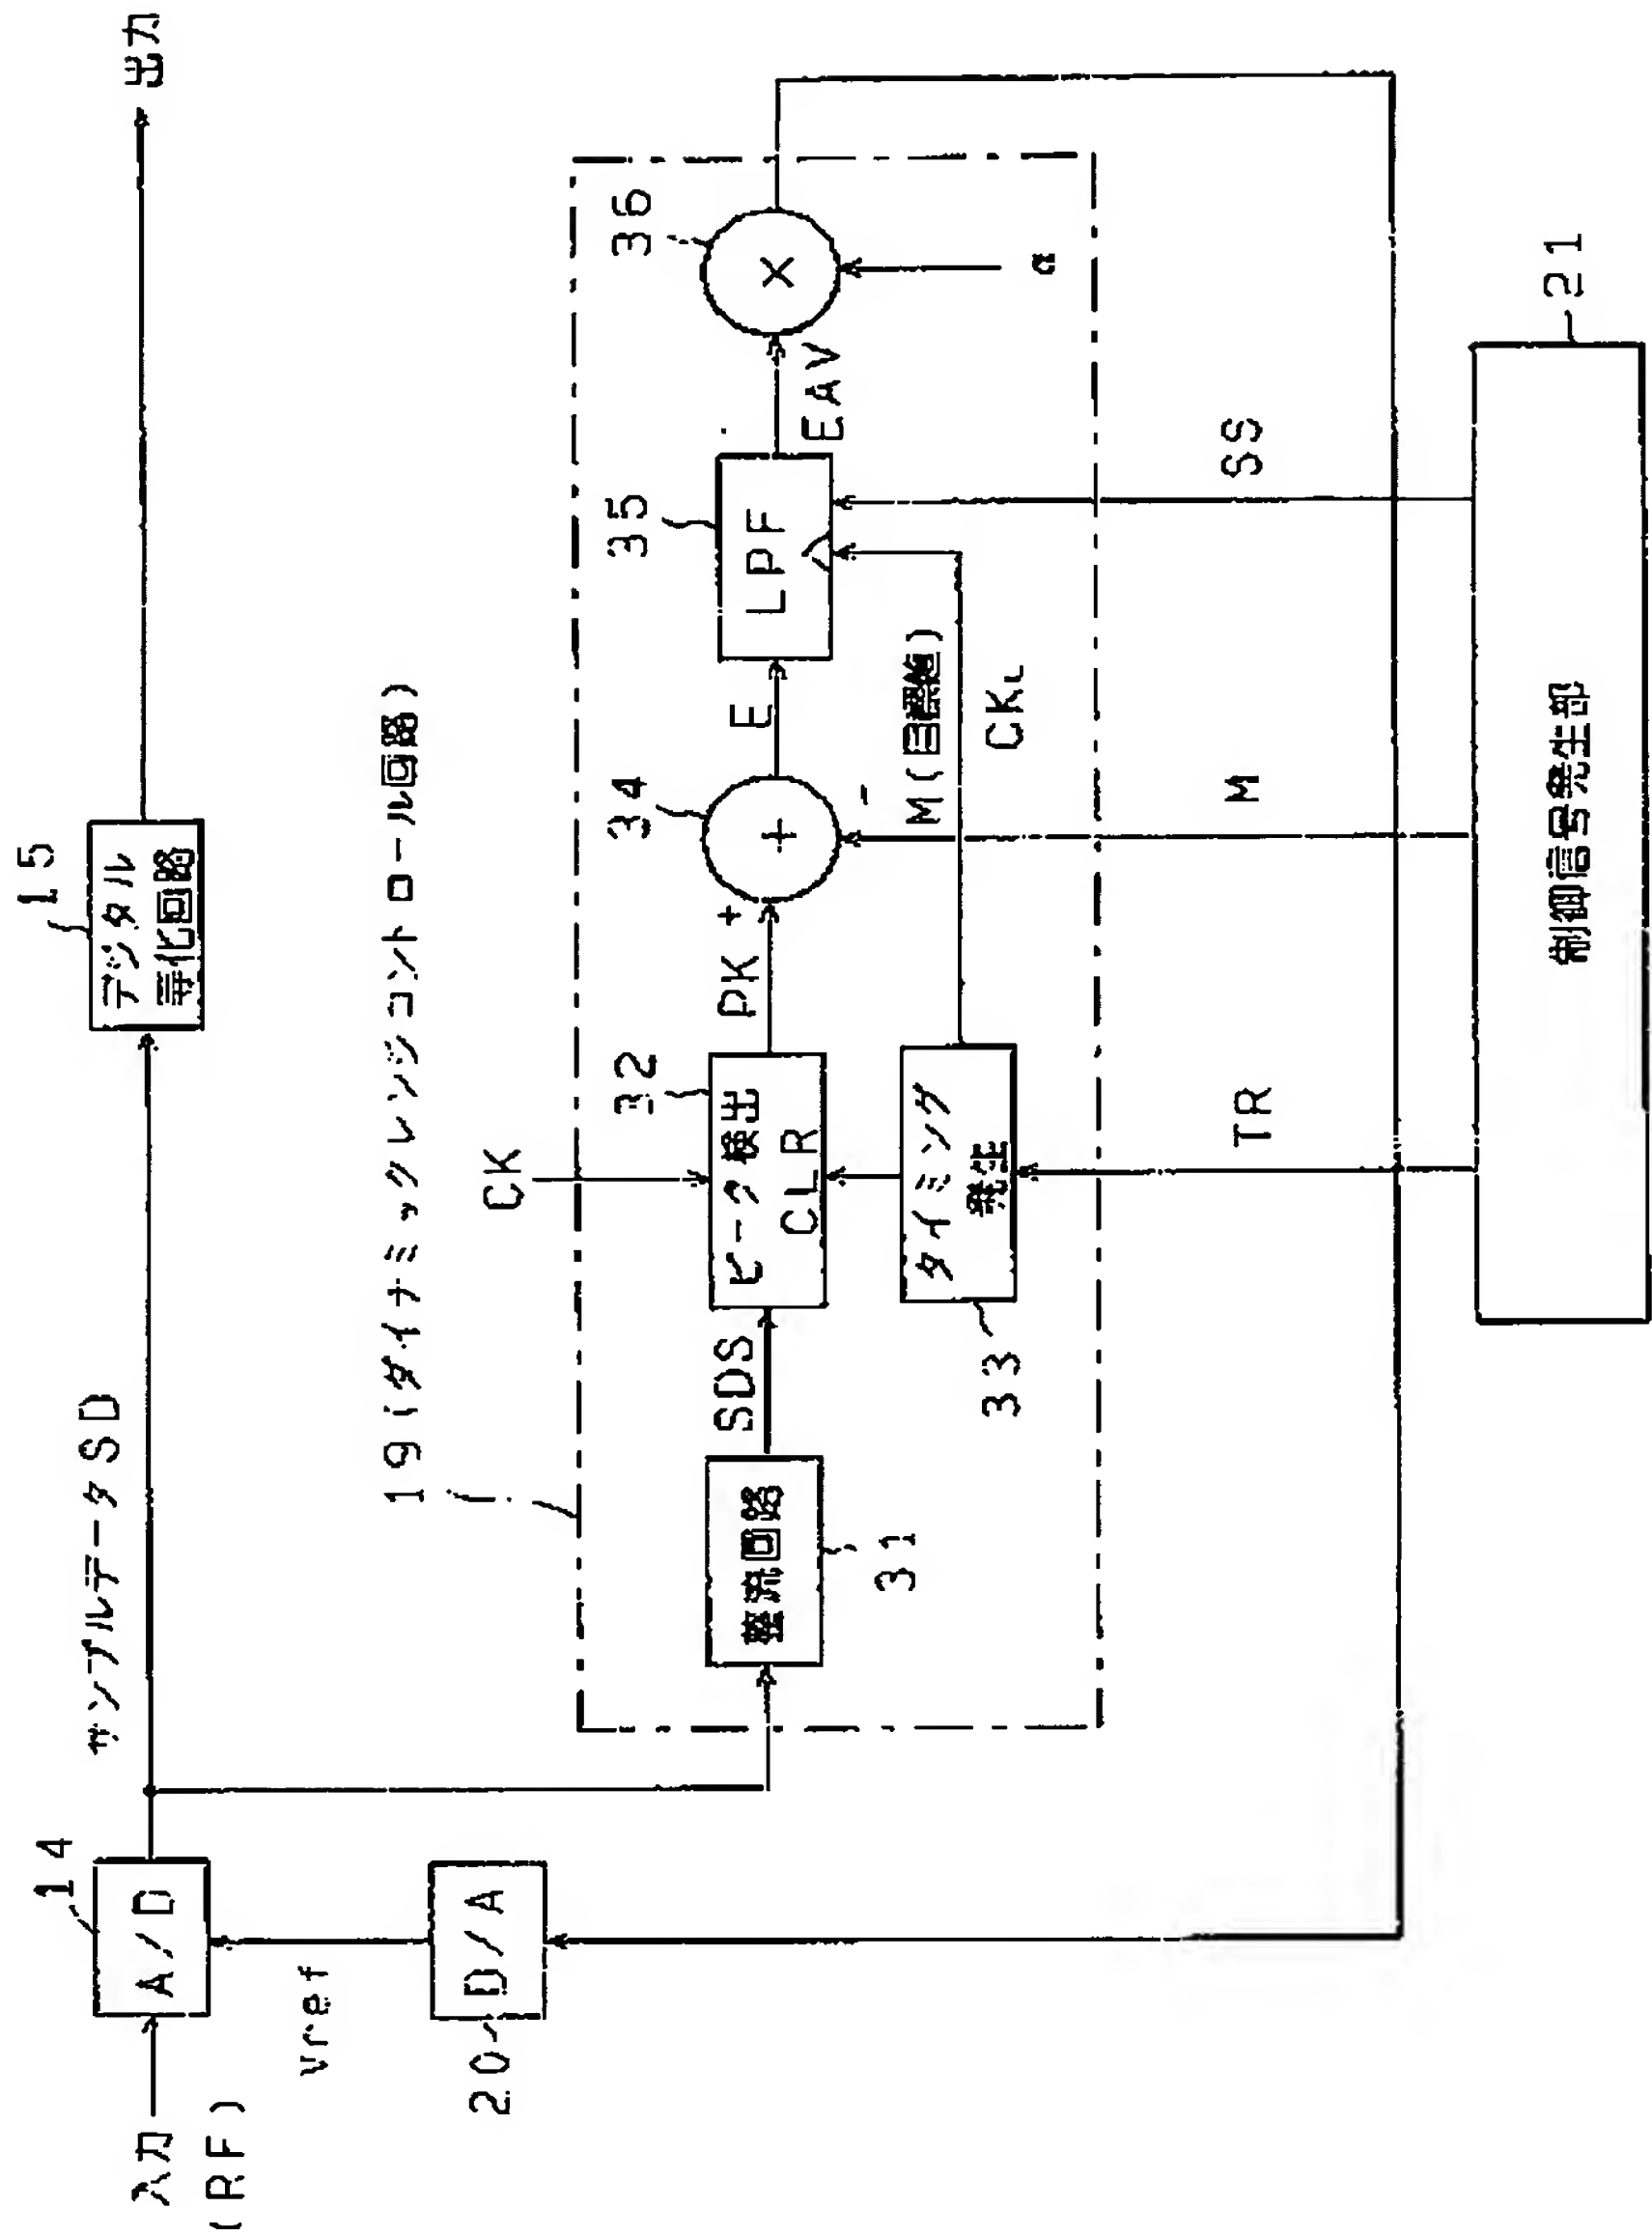 入力
(RF)
14
A/D
Vref
20
D/A
サンプルデータSD
15
デジタル
等化回路
出力
19(ダイナミックレンジコントロール回路)
整流回路
31
SDS
CK
32
ピーク検出
CLR
33
タイミング
発生
PK
+
34
+
-
M(目標値)
E
35
LPF
CKL
EAV
36
×
α
TR
M
SS
制御信号発生部
21